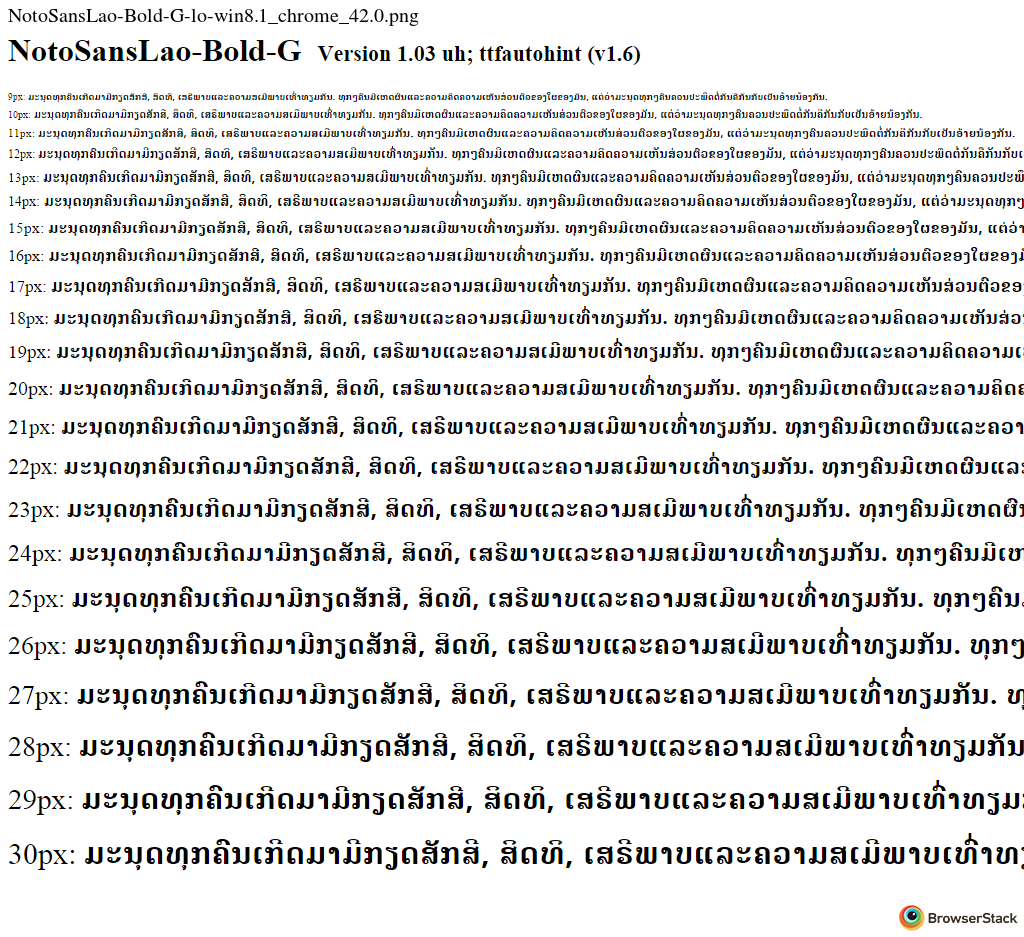 NotoSansLao-Bold-G-lo-win8.1_chrome_42.0.png
NotoSansLao-Bold-G Version 1.03 uh; ttfautohint (v1.6)
9px: ມະນຸດທຸກຄົນເກີດມາມີກຽດສັກສີ, ສິດທິ, ເສຣີພາບແລະຄວາມສເມີພາບເທົ່າທຽມກັນ. ທຸກໆຄົນມີເຫດຜົນແລະຄວາມຄິດຄວາມເຫັນສ່ວນຕົວຂອງໃຜຂອງມັນ, ແຕ່ວ່າມະນຸດທຸກໆຄົນຄວນປະພຶດຕໍ່ກັນຄືກັນກັບເປັນອ້າຍນ້ອງກັນ.
10px: ມະນຸດທຸກຄົນເກີດມາມີກຽດສັກສີ, ສິດທິ, ເສຣີພາບແລະຄວາມສເມີພາບເທົ່າທຽມກັນ. ທຸກໆຄົນມີເຫດຜົນແລະຄວາມຄິດຄວາມເຫັນສ່ວນຕົວຂອງໃຜຂອງມັນ, ແຕ່ວ່າມະນຸດທຸກໆຄົນຄວນປະພຶດຕໍ່ກັນຄືກັນກັບເປັນອ້າຍນ້ອງກັນ.
11px: ມະນຸດທຸກຄົນເກີດມາມີກຽດສັກສີ, ສິດທິ, ເສຣີພາບແລະຄວາມສເມີພາບເທົ່າທຽມກັນ. ທຸກໆຄົນມີເຫດຜົນແລະຄວາມຄິດຄວາມເຫັນສ່ວນຕົວຂອງໃຜຂອງມັນ, ແຕ່ວ່າມະນຸດທຸກໆຄົນຄວນປະພຶດຕໍ່ກັນຄືກັນກັບເປັນອ້າຍນ້ອງກັນ.
12px: ມະນຸດທຸກຄົນເກີດມາມີກຽດສັກສີ, ສິດທິ, ເສຣີພາບແລະຄວາມສເມີພາບເທົ່າທຽມກັນ. ທຸກໆຄົນມີເຫດຜົນແລະຄວາມຄິດຄວາມເຫັນສ່ວນຕົວຂອງໃຜຂອງມັນ, ແຕ່ວ່າມະນຸດທຸກໆຄົນຄວນປະພຶດຕໍ່ກັນຄືກັນກັບເ
13px: ມະນຸດທຸກຄົນເກີດມາມີກຽດສັກສີ, ສິດທິ, ເສຣີພາບແລະຄວາມສເມີພາບເທົ່າທຽມກັນ. ທຸກໆຄົນມີເຫດຜົນແລະຄວາມຄິດຄວາມເຫັນສ່ວນຕົວຂອງໃຜຂອງມັນ, ແຕ່ວ່າມະນຸດທຸກໆຄົນຄວນປະພຶ
14px: ມະນຸດທຸກຄົນເກີດມາມີກຽດສັກສີ, ສິດທິ, ເສຣີພາບແລະຄວາມສເມີພາບເທົ່າທຽມກັນ. ທຸກໆຄົນມີເຫດຜົນແລະຄວາມຄິດຄວາມເຫັນສ່ວນຕົວຂອງໃຜຂອງມັນ, ແຕ່ວ່າມະນຸດທຸກໆ
15px: ມະນຸດທຸກຄົນເກີດມາມີກຽດສັກສີ, ສິດທິ, ເສຣີພາບແລະຄວາມສເມີພາບເທົ່າທຽມກັນ. ທຸກໆຄົນມີເຫດຜົນແລະຄວາມຄິດຄວາມເຫັນສ່ວນຕົວຂອງໃຜຂອງມັນ, ແຕ່ວ່າ
16px: ມະນຸດທຸກຄົນເກີດມາມີກຽດສັກສີ, ສິດທິ, ເສຣີພາບແລະຄວາມສເມີພາບເທົ່າທຽມກັນ. ທຸກໆຄົນມີເຫດຜົນແລະຄວາມຄິດຄວາມເຫັນສ່ວນຕົວຂອງໃຜຂອງມັ
17px: ມະນຸດທຸກຄົນເກີດມາມີກຽດສັກສີ, ສິດທິ, ເສຣີພາບແລະຄວາມສເມີພາບເທົ່າທຽມກັນ. ທຸກໆຄົນມີເຫດຜົນແລະຄວາມຄິດຄວາມເຫັນສ່ວນຕົວຂອ
18px: ມະນຸດທຸກຄົນເກີດມາມີກຽດສັກສີ, ສິດທິ, ເສຣີພາບແລະຄວາມສເມີພາບເທົ່າທຽມກັນ. ທຸກໆຄົນມີເຫດຜົນແລະຄວາມຄິດຄວາມເຫັນສ່ວ
19px: ມະນຸດທຸກຄົນເກີດມາມີກຽດສັກສີ, ສິດທິ, ເສຣີພາບແລະຄວາມສເມີພາບເທົ່າທຽມກັນ. ທຸກໆຄົນມີເຫດຜົນແລະຄວາມຄິດຄວາມເ
20px: ມະນຸດທຸກຄົນເກີດມາມີກຽດສັກສີ, ສິດທິ, ເສຣີພາບແລະຄວາມສເມີພາບເທົ່າທຽມກັນ. ທຸກໆຄົນມີເຫດຜົນແລະຄວາມຄິດຄ
21px: ມະນຸດທຸກຄົນເກີດມາມີກຽດສັກສີ, ສິດທິ, ເສຣີພາບແລະຄວາມສເມີພາບເທົ່າທຽມກັນ. ທຸກໆຄົນມີເຫດຜົນແລະຄວາ
22px: ມະນຸດທຸກຄົນເກີດມາມີກຽດສັກສີ, ສິດທິ, ເສຣີພາບແລະຄວາມສເມີພາບເທົ່າທຽມກັນ. ທຸກໆຄົນມີເຫດຜົນແລະ
23px: ມະນຸດທຸກຄົນເກີດມາມີກຽດສັກສີ, ສິດທິ, ເສຣີພາບແລະຄວາມສເມີພາບເທົ່າທຽມກັນ. ທຸກໆຄົນມີເຫດຜົນ
24px: ມະນຸດທຸກຄົນເກີດມາມີກຽດສັກສີ, ສິດທິ, ເສຣີພາບແລະຄວາມສເມີພາບເທົ່າທຽມກັນ. ທຸກໆຄົນມີເຫ
25px: ມະນຸດທຸກຄົນເກີດມາມີກຽດສັກສີ, ສິດທິ, ເສຣີພາບແລະຄວາມສເມີພາບເທົ່າທຽມກັນ. ທຸກໆຄົນ
26px: ມະນຸດທຸກຄົນເກີດມາມີກຽດສັກສີ, ສິດທິ, ເສຣີພາບແລະຄວາມສເມີພາບເທົ່າທຽມກັນ. ທຸກໆ
27px: ມະນຸດທຸກຄົນເກີດມາມີກຽດສັກສີ, ສິດທິ, ເສຣີພາບແລະຄວາມສເມີພາບເທົ່າທຽມກັນ. ທຸ
28px: ມະນຸດທຸກຄົນເກີດມາມີກຽດສັກສີ, ສິດທິ, ເສຣີພາບແລະຄວາມສເມີພາບເທົ່າທຽມກັນ
29px: ມະນຸດທຸກຄົນເກີດມາມີກຽດສັກສີ, ສິດທິ, ເສຣີພາບແລະຄວາມສເມີພາບເທົ່າທຽມ
30px: ມະນຸດທຸກຄົນເກີດມາມີກຽດສັກສີ, ສິດທິ, ເສຣີພາບແລະຄວາມສເມີພາບເທົ່າທຽ
BrowserStack